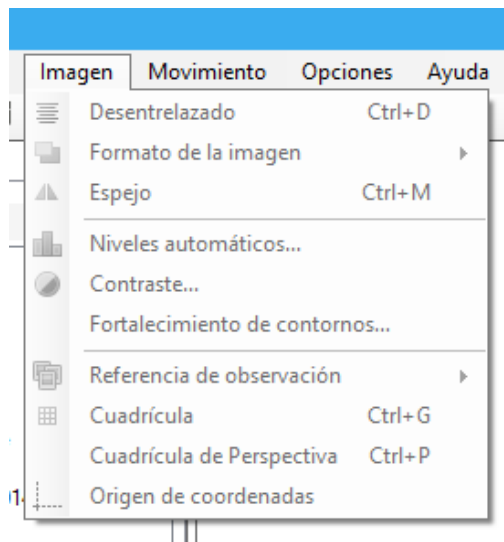 Imagen Movimiento Opciones Ayuda
Desentrelazado Ctrl+D
Formato de la imagen
Espejo Ctrl+M
Niveles automáticos...
Contraste...
Fortalecimiento de contornos...
Referencia de observación
Cuadrícula Ctrl+G
Cuadrícula de Perspectiva Ctrl+P
Origen de coordenadas